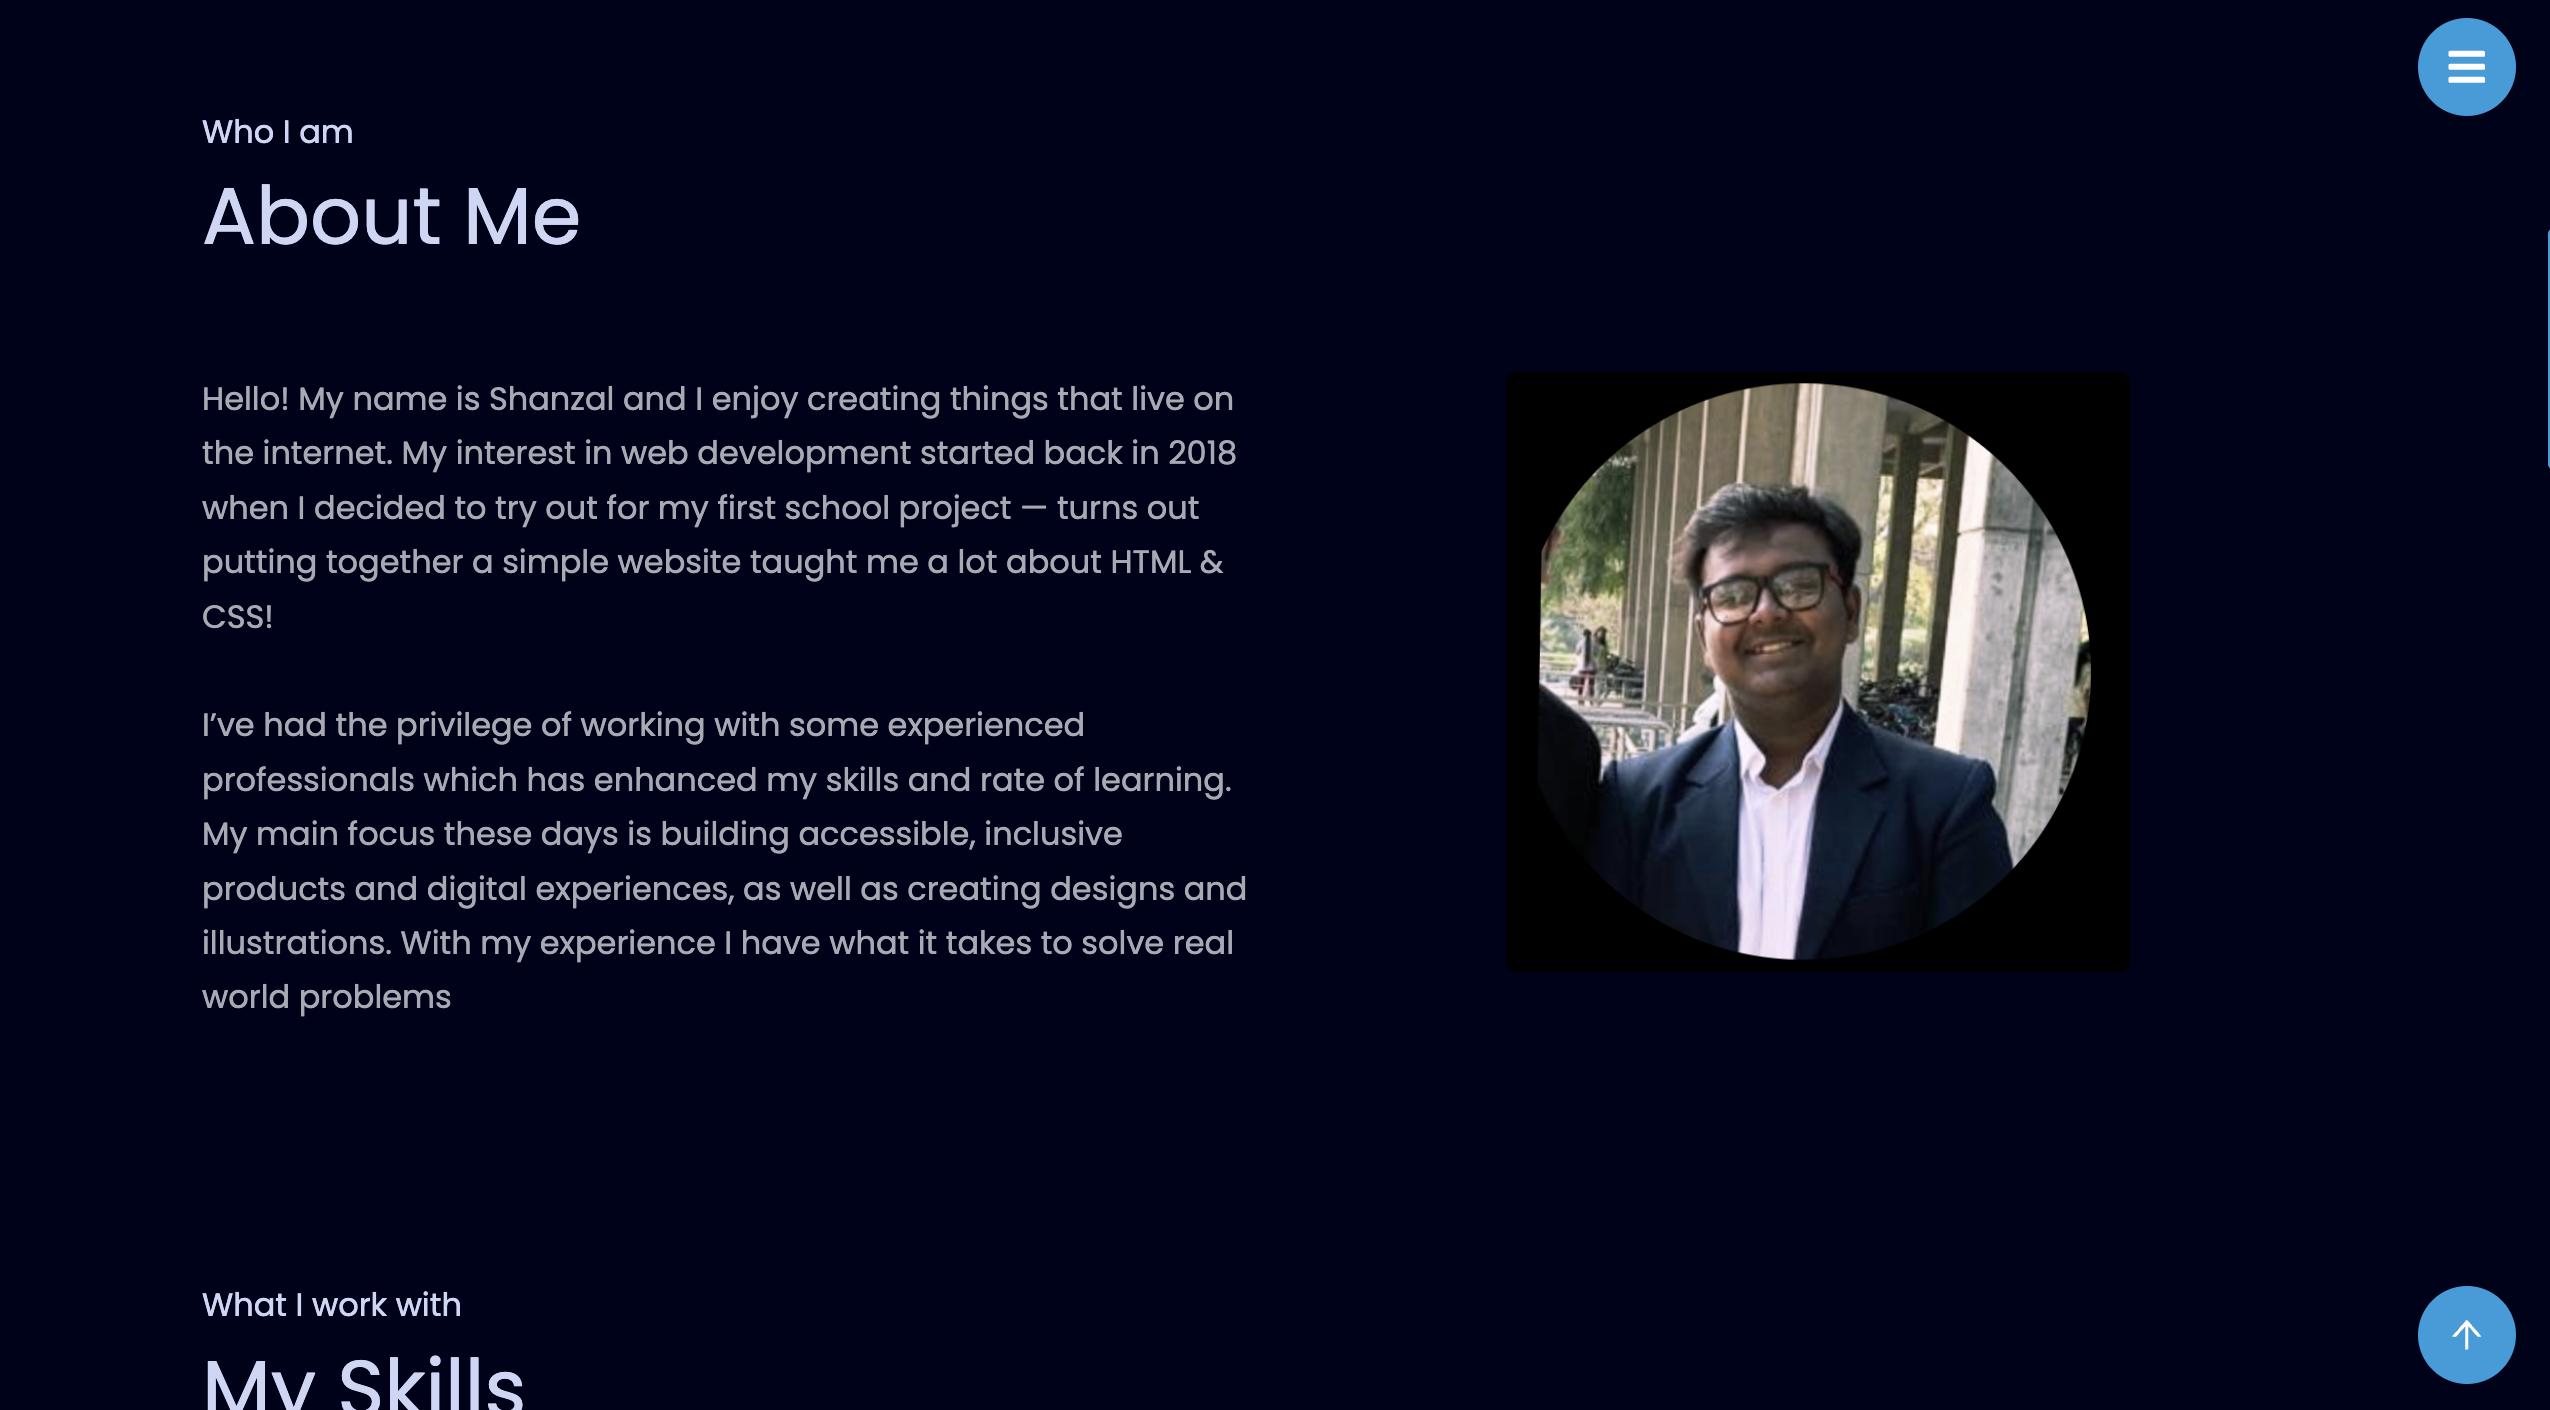 Who I am
About Me
Hello! My name is Shanzal and I enjoy creating things that live on
the internet. My interest in web development started back in 2018
when I decided to try out for my first school project — turns out
putting together a simple website taught me a lot about HTML &
CSS!
I’ve had the privilege of working with some experienced
professionals which has enhanced my skills and rate of learning.
My main focus these days is building accessible, inclusive
products and digital experiences, as well as creating designs and
illustrations. With my experience I have what it takes to solve real
world problems
What I work with
My Skills